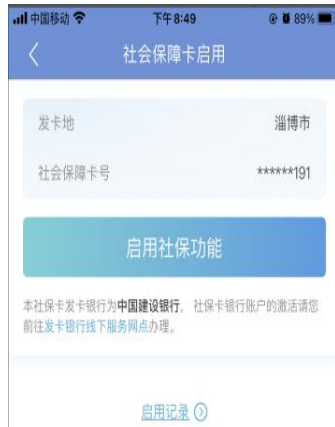 中国移动 下午 8:49 89%
社会保障卡启用
发卡地 淄博市
社会保障卡号 ******191
启用社保功能
本社保卡发卡银行为中国建设银行，社保卡银行账户的激活请您
前往发卡银行线下服务网点办理。
启用记录